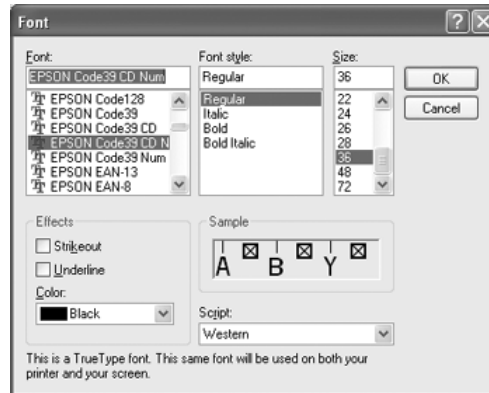 Font
Font:
EPSON Code39 CD Num
EPSON Code128
EPSON Code39
EPSON Code39 CD
EPSON Code39 CD N
EPSON Code39 Num
EPSON EAN-13
EPSON EAN-8
Font style:
Regular
Regular
Italic
Bold
Bold Italic
Size:
36
22
24
26
28
36
48
72
OK
Cancel
Effects
Strikeout
Underline
Color:
Black
Sample
A B Y
Script:
Western
This is a TrueType font. This same font will be used on both your
printer and your screen.